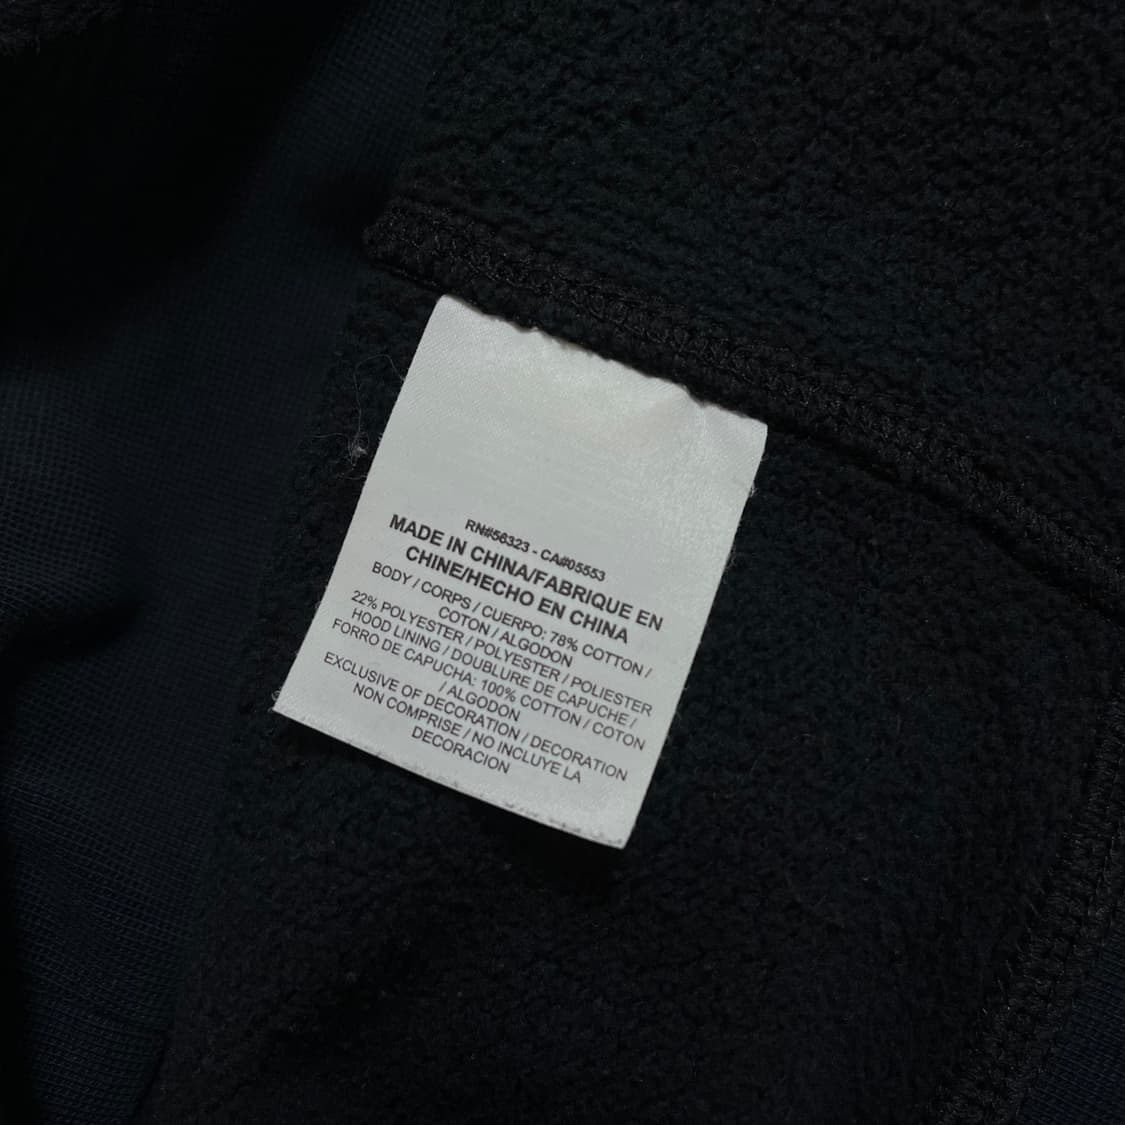 RN#56323 - CA#05553
MADE IN CHINA/FABRIQUE EN
CHINE/HECHO EN CHINA
BODY / CORPS / CUERPO: 78% COTTON /
COTON / ALGODON
22% POLYESTER / POLYESTER / POLIESTER
HOOD LINING / DOUBLURE DE CAPUCHE /
FORRO DE CAPUCHA: 100% COTTON / COTON
/ ALGODON
EXCLUSIVE OF DECORATION / DECORATION
NON COMPRISE / NO INCLUYE LA
DECORACION